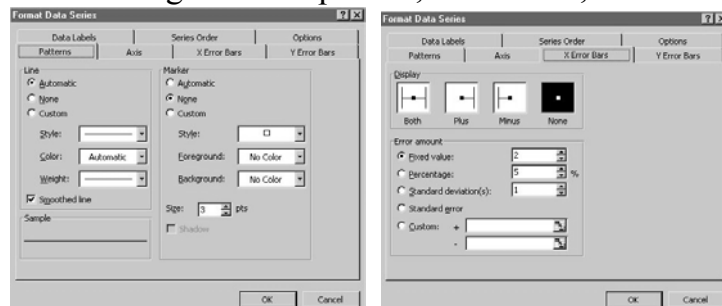 Format Data Series
Data Labels Series Order Options
Patterns Axis X Error Bars Y Error Bars
Line
Automatic
None
Custom
Style:
Color: Automatic
Weight:
Smoothed line
Sample
Marker
Automatic
None
Custom
Style:
Foreground: No Color
Background: No Color
Size: 3 pts
Shadow
OK Cancel
Format Data Series
Data Labels Series Order Options
Patterns Axis X Error Bars Y Error Bars
Display
Both Plus Minus None
Error amount
Fixed value: 2
Percentage: 5 %
Standard deviation(s): 1
Standard error
Custom: +
-
OK Cancel